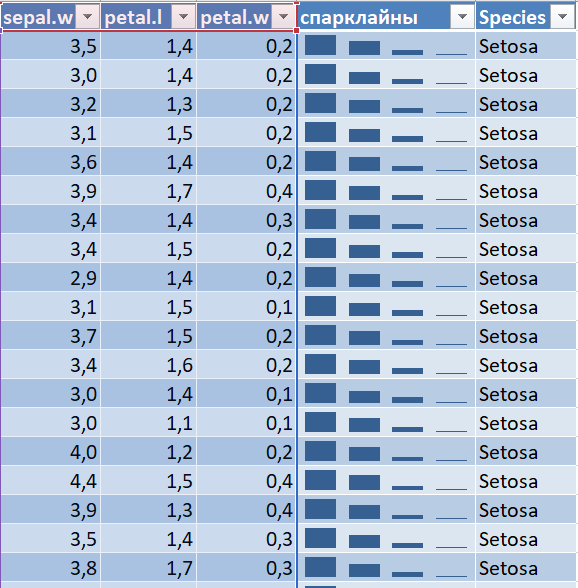 sepal.w petal.l petal.w спарклайны Species
3,5 1,4 0,2 Setosa
3,0 1,4 0,2 Setosa
3,2 1,3 0,2 Setosa
3,1 1,5 0,2 Setosa
3,6 1,4 0,2 Setosa
3,9 1,7 0,4 Setosa
3,4 1,4 0,3 Setosa
3,4 1,5 0,2 Setosa
2,9 1,4 0,2 Setosa
3,1 1,5 0,1 Setosa
3,7 1,5 0,2 Setosa
3,4 1,6 0,2 Setosa
3,0 1,4 0,1 Setosa
3,0 1,1 0,1 Setosa
4,0 1,2 0,2 Setosa
4,4 1,5 0,4 Setosa
3,9 1,3 0,4 Setosa
3,5 1,4 0,3 Setosa
3,8 1,7 0,3 Setosa